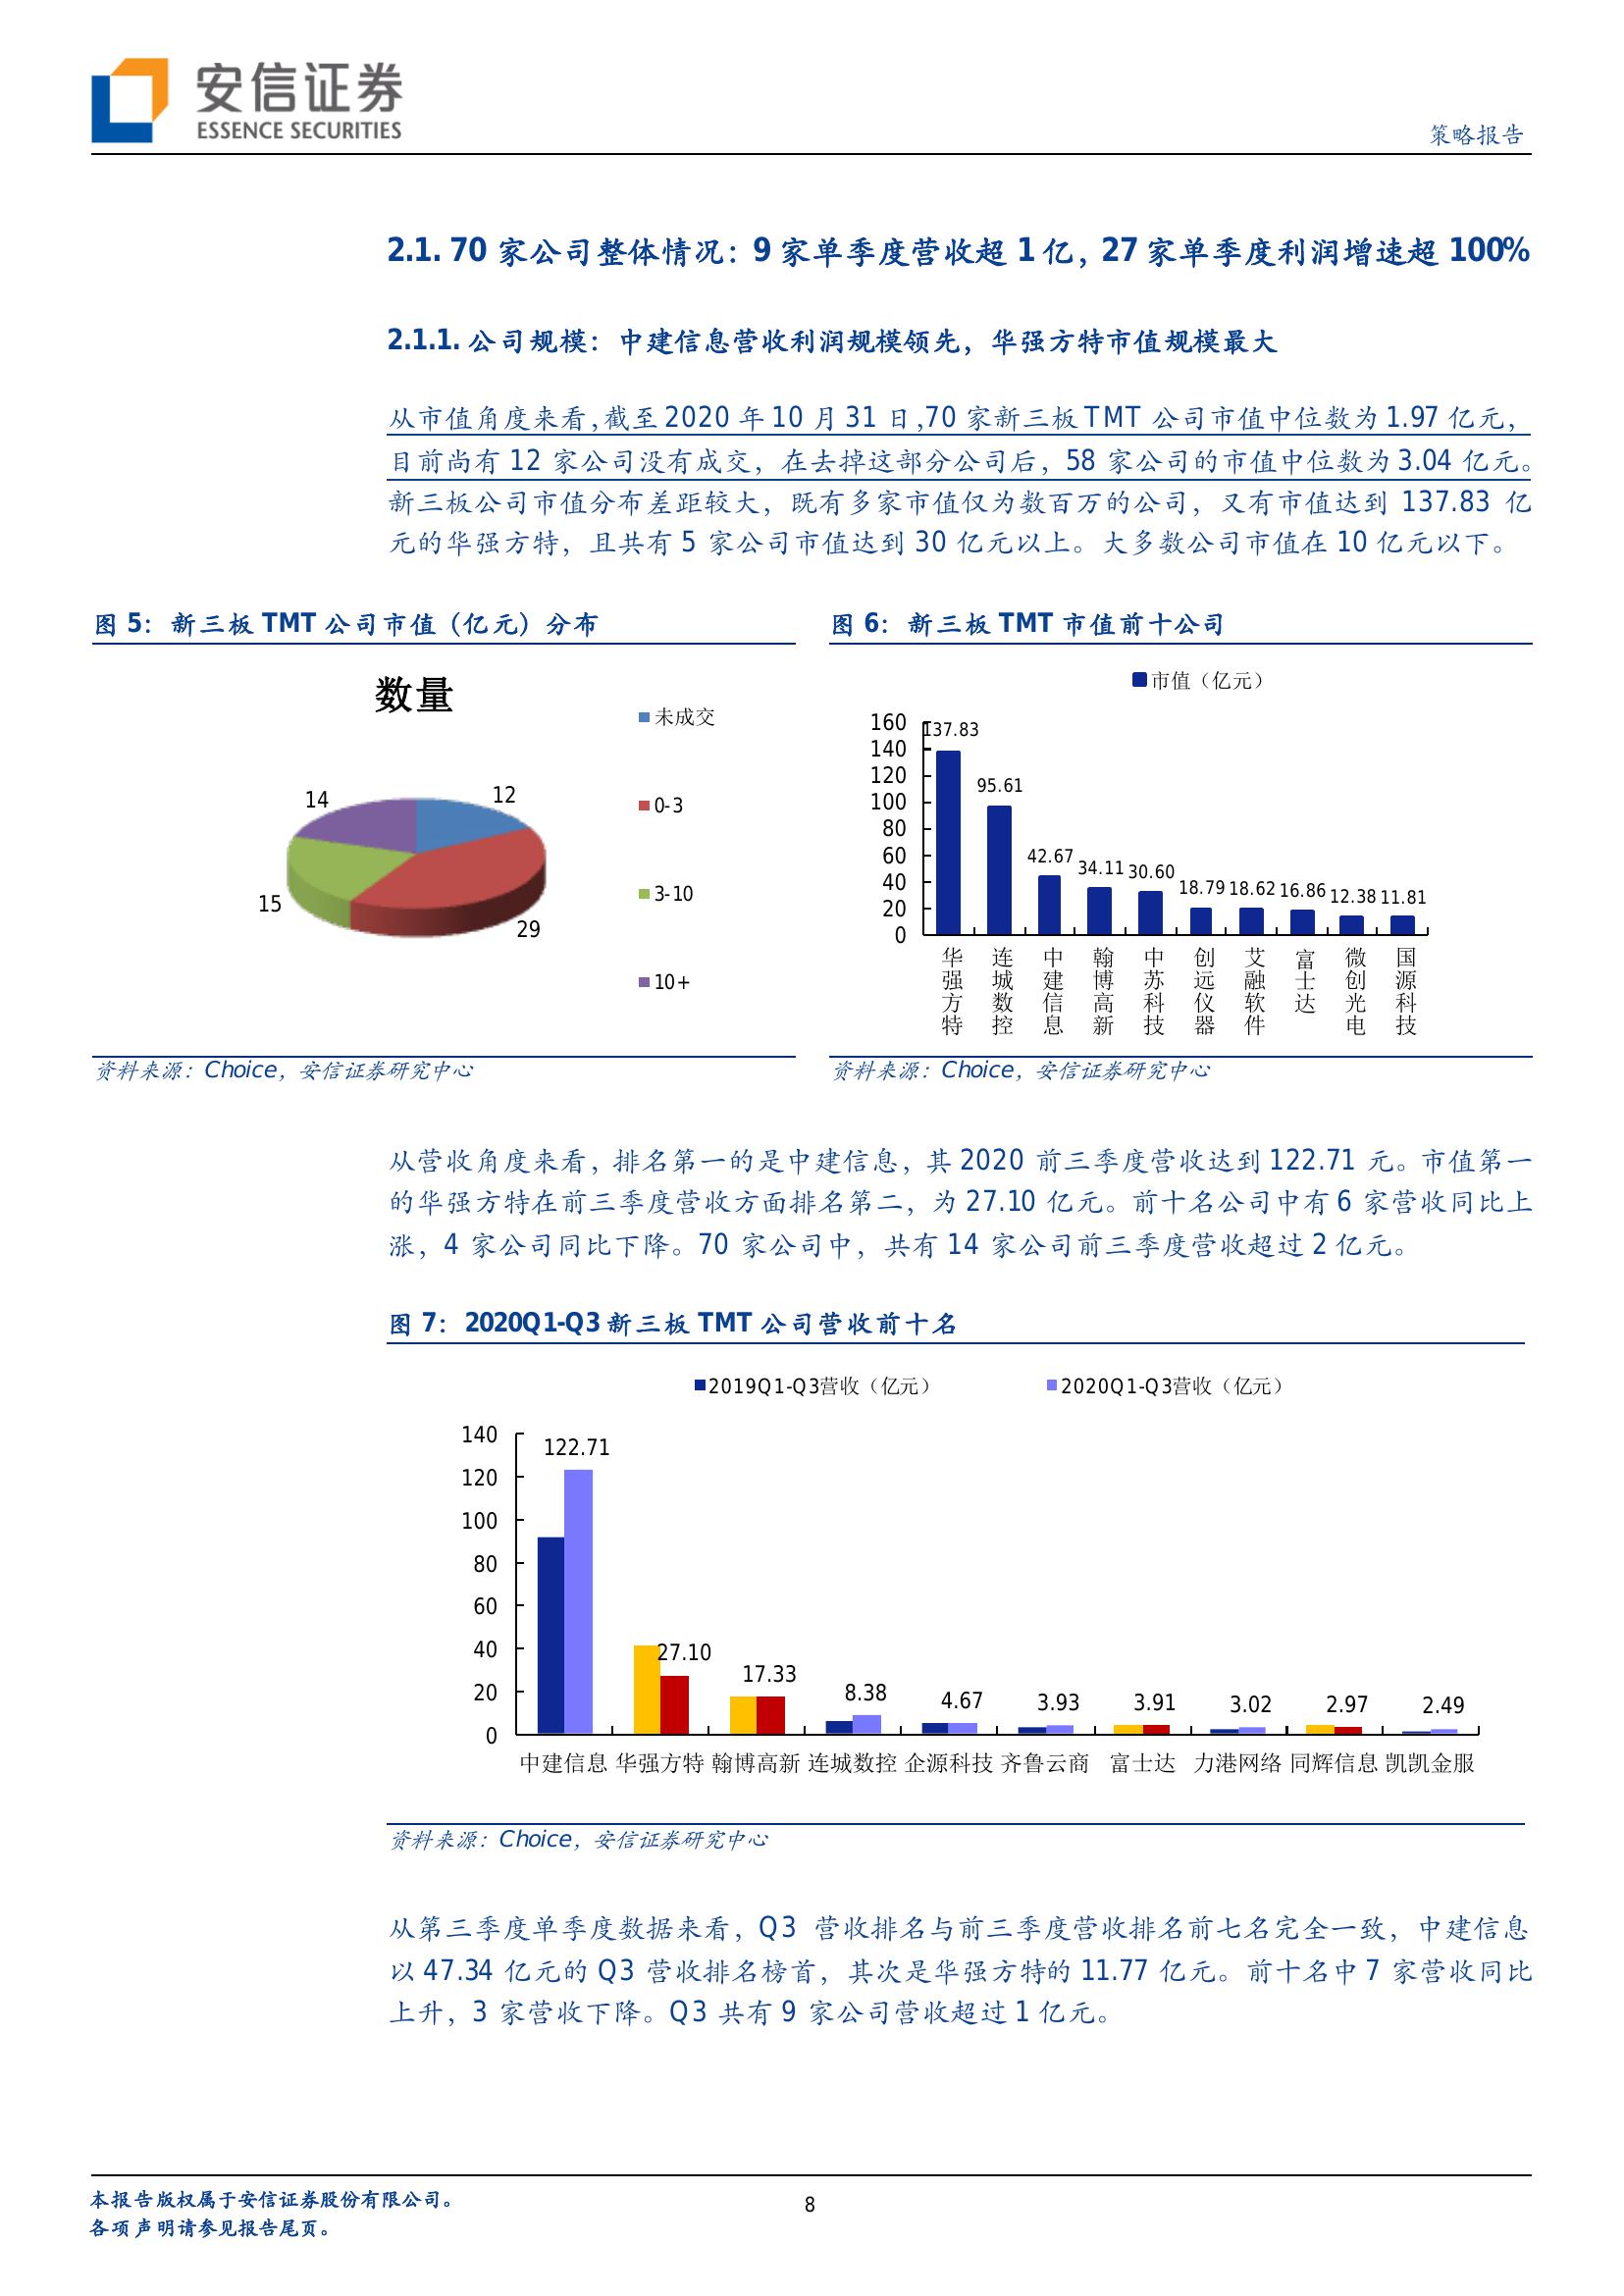 安信证券
ESSENCE SECURITIES
策略报告
2.1. 70 家公司整体情况：9 家单季度营收超 1 亿，27 家单季度利润增速超 100%
2.1.1. 公司规模：中建信息营收利润规模领先，华强方特市值规模最大
从市值角度来看,截至 2020 年 10 月 31 日,70 家新三板 TMT 公司市值中位数为 1.97 亿元，
目前尚有 12 家公司没有成交，在去掉这部分公司后，58 家公司的市值中位数为 3.04 亿元。
新三板公司市值分布差距较大，既有多家市值仅为数百万的公司，又有市值达到 137.83 亿
元的华强方特，且共有 5 家公司市值达到 30 亿元以上。大多数公司市值在 10 亿元以下。
图 5：新三板 TMT 公司市值（亿元）分布
数量
未成交
0-3
3-10
10+
14
12
15
29
资料来源：Choice，安信证券研究中心
图 6：新三板 TMT 市值前十公司
市值（亿元）
160
140
120
100
80
60
40
20
0
137.83
95.61
42.67
34.11
30.60
18.79
18.62
16.86
12.38
11.81
华强方特
连城数控
中建信息
翰博高新
中苏科技
创远仪器
艾融软件
富士达
微创光电
国源科技
资料来源：Choice，安信证券研究中心
从营收角度来看，排名第一的是中建信息，其 2020 前三季度营收达到 122.71 元。市值第一
的华强方特在前三季度营收方面排名第二，为 27.10 亿元。前十名公司中有 6 家营收同比上
涨，4 家公司同比下降。70 家公司中，共有 14 家公司前三季度营收超过 2 亿元。
图 7：2020Q1-Q3 新三板 TMT 公司营收前十名
2019Q1-Q3营收（亿元）
2020Q1-Q3营收（亿元）
140
120
100
80
60
40
20
0
122.71
27.10
17.33
8.38
4.67
3.93
3.91
3.02
2.97
2.49
中建信息 华强方特 翰博高新 连城数控 企源科技 齐鲁云商 富士达 力港网络 同辉信息 凯凯金服
资料来源：Choice，安信证券研究中心
从第三季度单季度数据来看，Q3 营收排名与前三季度营收排名前七名完全一致，中建信息
以 47.34 亿元的 Q3 营收排名榜首，其次是华强方特的 11.77 亿元。前十名中 7 家营收同比
上升，3 家营收下降。Q3 共有 9 家公司营收超过 1 亿元。
本报告版权属于安信证券股份有限公司。
各项声明请参见报告尾页。
8